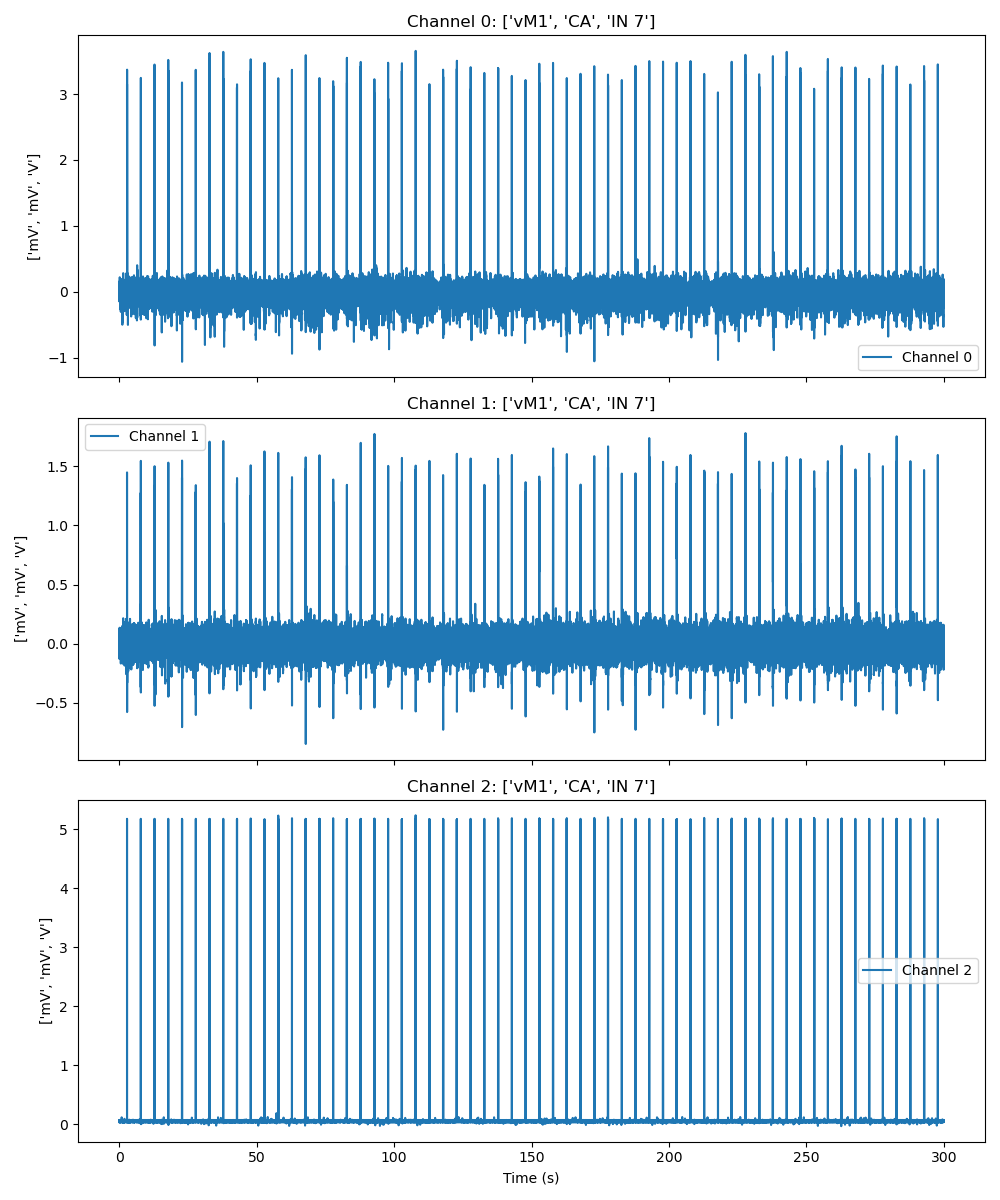 Channel 0: ['vM1', 'CA', 'IN 7']
3
2
1
0
−1
['mV', 'mV', 'V']
Channel 0
Channel 1: ['vM1', 'CA', 'IN 7']
Channel 1
1.5
1.0
0.5
0.0
−0.5
['mV', 'mV', 'V']
Channel 2: ['vM1', 'CA', 'IN 7']
5
4
3
2
1
0
['mV', 'mV', 'V']
Channel 2
0 50 100 150 200 250 300
Time (s)